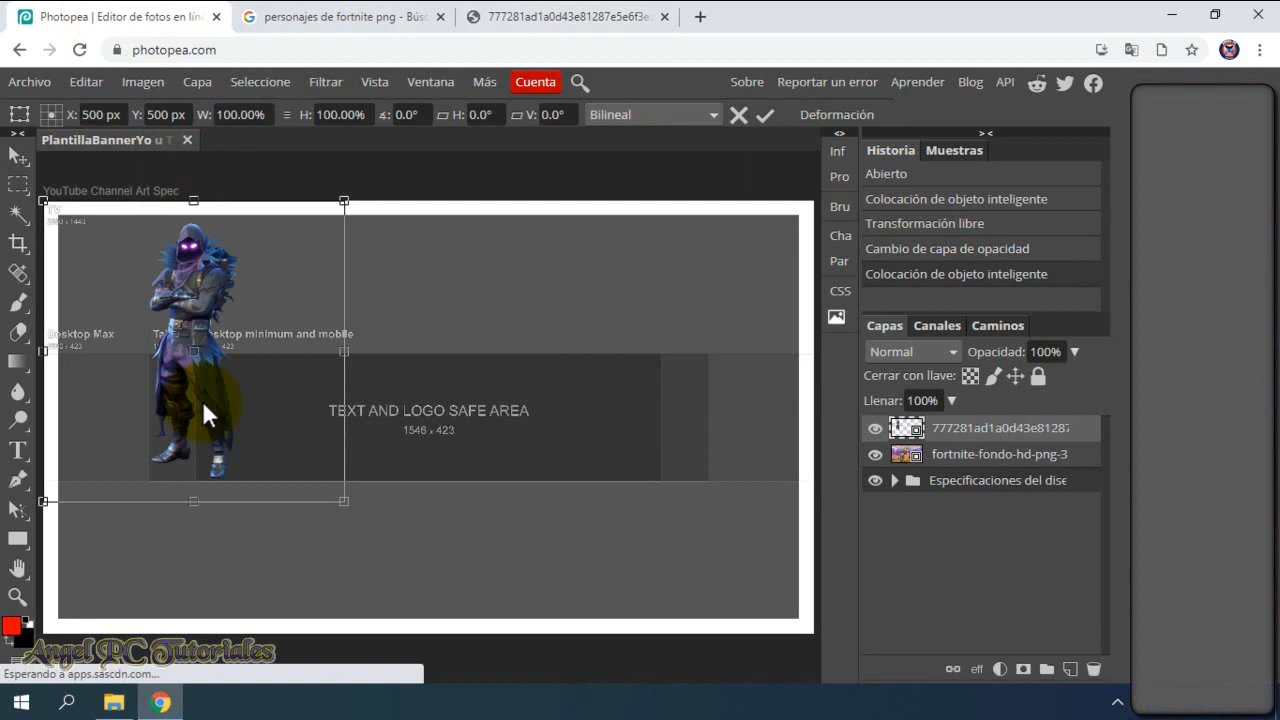 Photopea | Editor de fotos en líne
personajes de fortnite png - Búsc
777281ad1a0d43e81287e5e6f3e
photopea.com
Archivo Editar Imagen Capa Seleccione Filtrar Vista Ventana Más Cuenta Sobre Reportar un error Aprender Blog API
X: 500 px Y: 500 px W: 100.00% H: 100.00% 0.0° H: 0.0° V: 0.0° Bilineal Deformación
PlantillaBannerYo u T
YouTube Channel Art Spec
TV
Desktop Max
desktop minimum and mobile
TEXT AND LOGO SAFE AREA
1546 x 423
Inf
Pro
Bru
Cha
Par
CSS
Historia Muestras
Abierto
Colocación de objeto inteligente
Transformación libre
Cambio de capa de opacidad
Colocación de objeto inteligente
Capas Canales Caminos
Normal Opacidad: 100%
Cerrar con llave:
Llenar: 100%
777281ad1a0d43e81287
fortnite-fondo-hd-png-3
Especificaciones del dise
eff
Angel PC Tutoriales
Esperando a apps.sascdn.com...